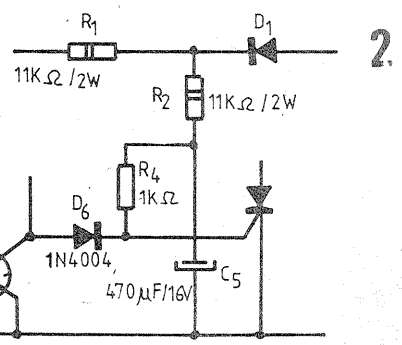 R1
D1
2.
11KΩ/2W
R2
11KΩ/2W
R4
1KΩ
D6
1N4004
C5
470µF/16V